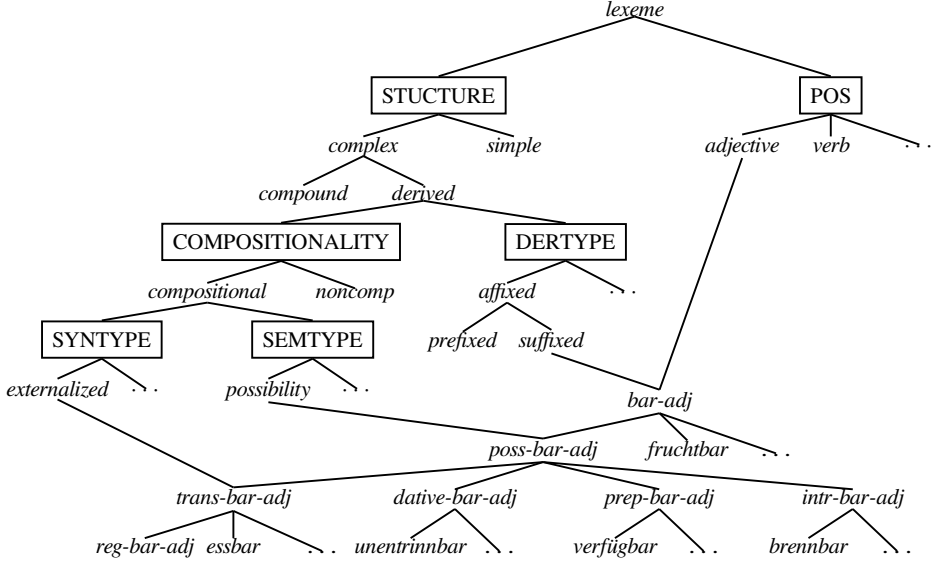 lexeme
STUCTURE POS
complex simple adjective verb . . .
compound derived
COMPOSITIONALITY DERTYPE
compositional noncomp affixed . . .
SYNTYPE SEMTYPE prefixed suffixed
externalized . . . possibility . . . bar-adj
poss-bar-adj fruchtbar . . .
trans-bar-adj dative-bar-adj prep-bar-adj intr-bar-adj
reg-bar-adj essbar . . . unentrinnbar . . . verfügbar . . . brennbar . . .